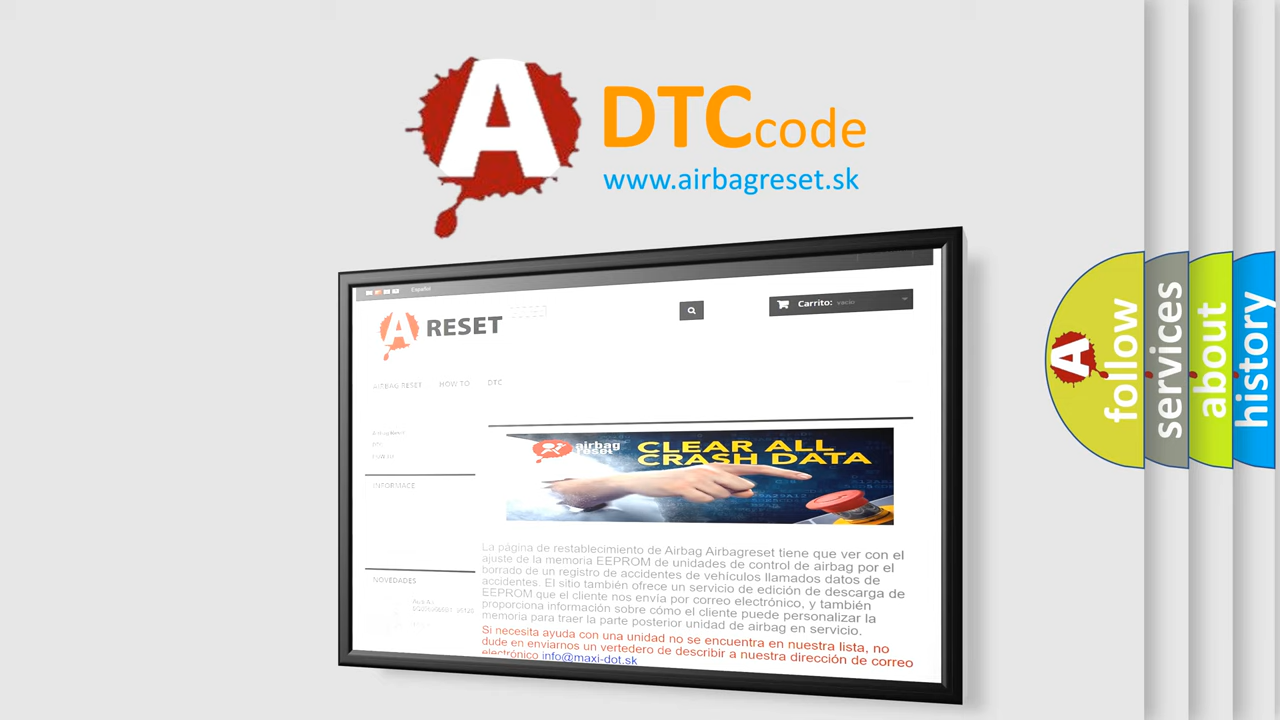 A
DTCcode
www.airbagreset.sk
Español
A RESET
Carrito: vacío
AIRBAG RESET HOW TO DTC
Airbag Reset
INFORMACE
NOVEDADES
airbag
reset
CLEAR ALL
CRASH DATA
La página de restablecimiento de Airbag Airbagreset tiene que ver con el
ajuste de la memoria EEPROM de unidades de control de airbag por el
borrado de un registro de accidentes de vehículos llamados datos de
accidentes. El sitio también ofrece un servicio de edición de descarga de
EEPROM que el cliente nos envía por correo electrónico, y también
proporciona información sobre cómo el cliente puede personalizar la
memoria para traer la parte posterior unidad de airbag en servicio.
Si necesita ayuda con una unidad no se encuentra en nuestra lista, no
dude en enviarnos un vertedero de describir a nuestra dirección de correo
electrónico info@maxi-dot.sk
A
follow
services
about
history